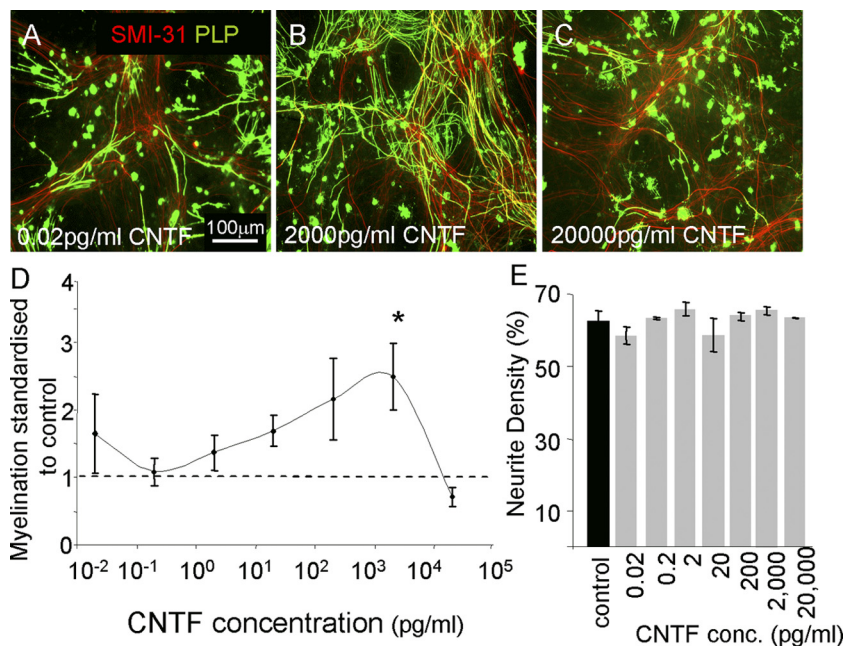 A
SMI-31 PLP
0.02pg/ml CNTF
100µm
B
2000pg/ml CNTF
C
20000pg/ml CNTF
D
Myelination standardised
to control
4
3
2
1
0
10-2 10-1 10⁰ 10¹ 10² 10³ 10⁴ 10⁵
CNTF concentration (pg/ml)
*
E
Neurite Density (%)
70
50
30
10
control
0.02
0.2
2
20
200
2,000
20,000
CNTF conc. (pg/ml)